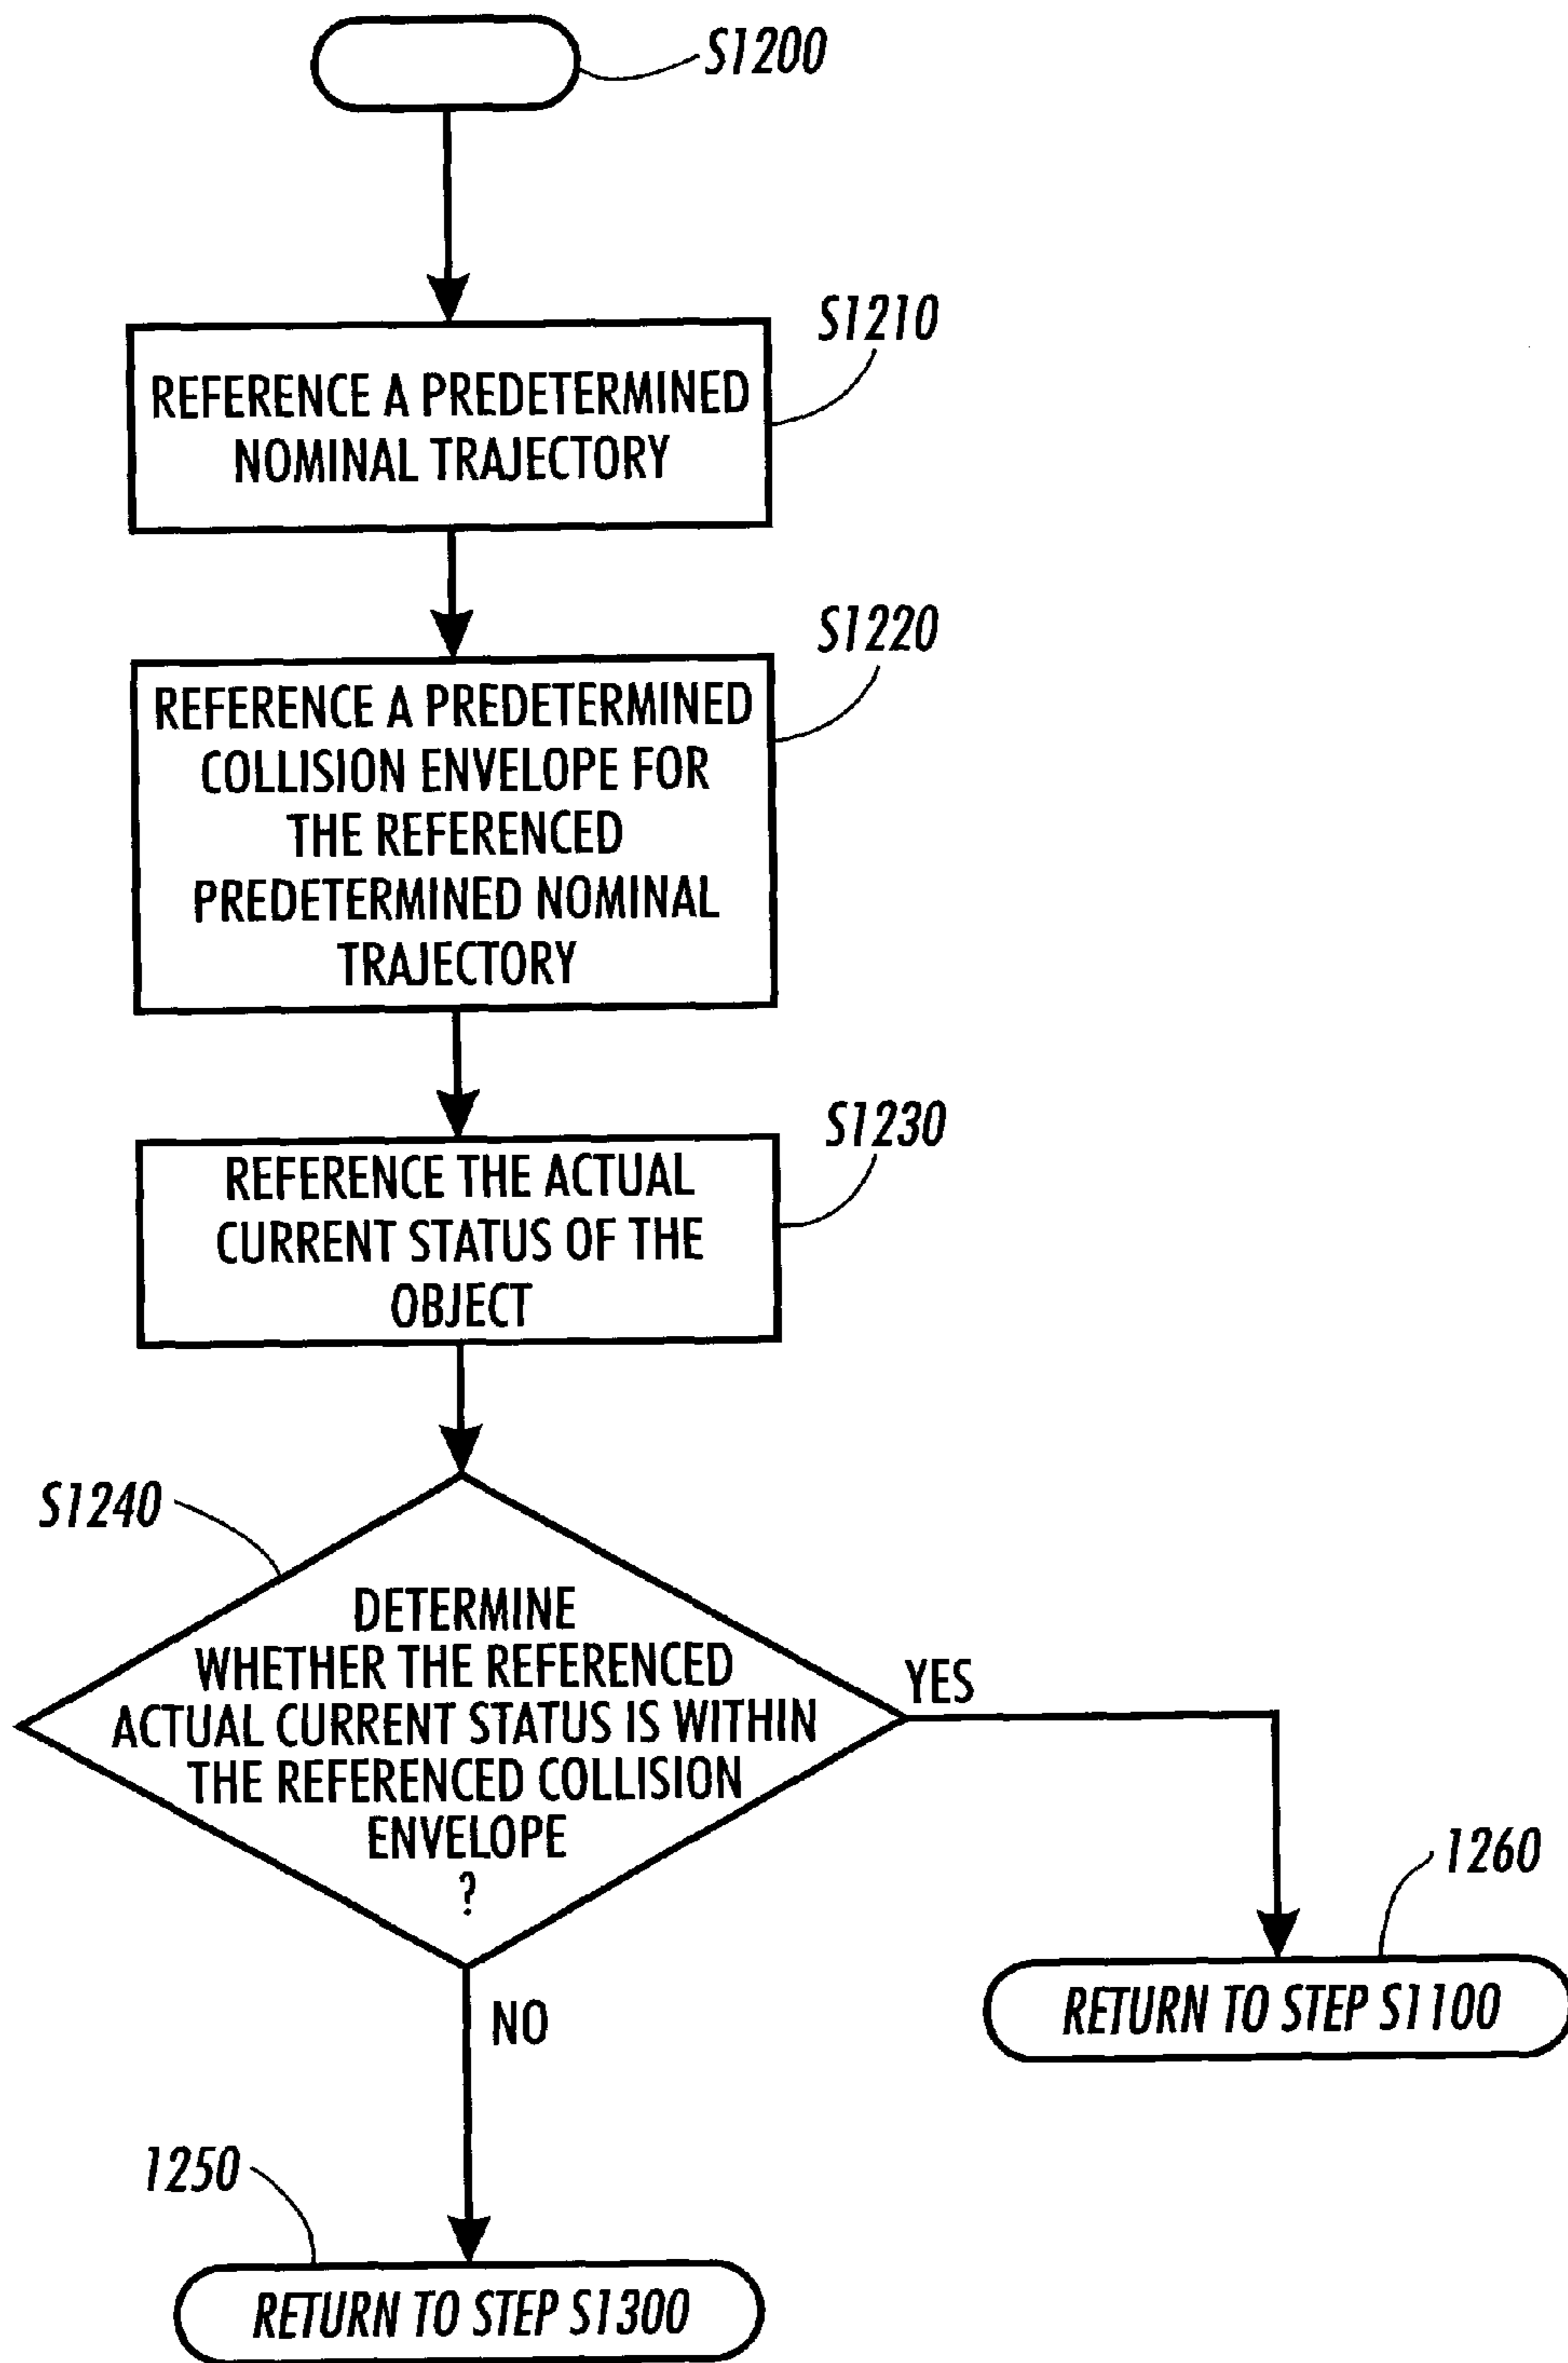 S1200
S1210
REFERENCE A PREDETERMINED
NOMINAL TRAJECTORY
S1220
REFERENCE A PREDETERMINED
COLLISION ENVELOPE FOR
THE REFERENCED
PREDETERMINED NOMINAL
TRAJECTORY
S1230
REFERENCE THE ACTUAL
CURRENT STATUS OF THE
OBJECT
S1240
DETERMINE
WHETHER THE REFERENCED
ACTUAL CURRENT STATUS IS WITHIN
THE REFERENCED COLLISION
ENVELOPE
?
YES
1260
RETURN TO STEP S1100
NO
1250
RETURN TO STEP S1300